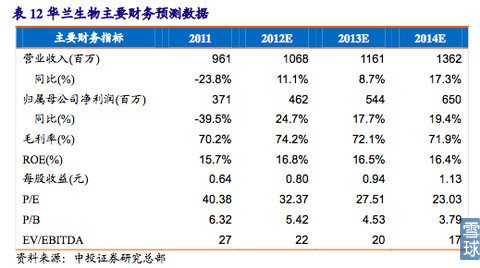 表 12 华兰生物主要财务预测数据
主要财务指标 2011 2012E 2013E 2014E
营业收入(百万) 961 1068 1161 1362
同比(%) -23.8% 11.1% 8.7% 17.3%
归属母公司净利润(百万) 371 462 544 650
同比(%) -39.5% 24.7% 17.7% 19.4%
毛利率(%) 70.2% 74.2% 72.1% 71.9%
ROE(%) 15.7% 16.8% 16.5% 16.4%
每股收益(元) 0.64 0.80 0.94 1.13
P/E 40.38 32.37 27.51 23.03
P/B 6.32 5.42 4.53 3.79
EV/EBITDA 27 22 20 17
资料来源：中投证券研究总部
雪球